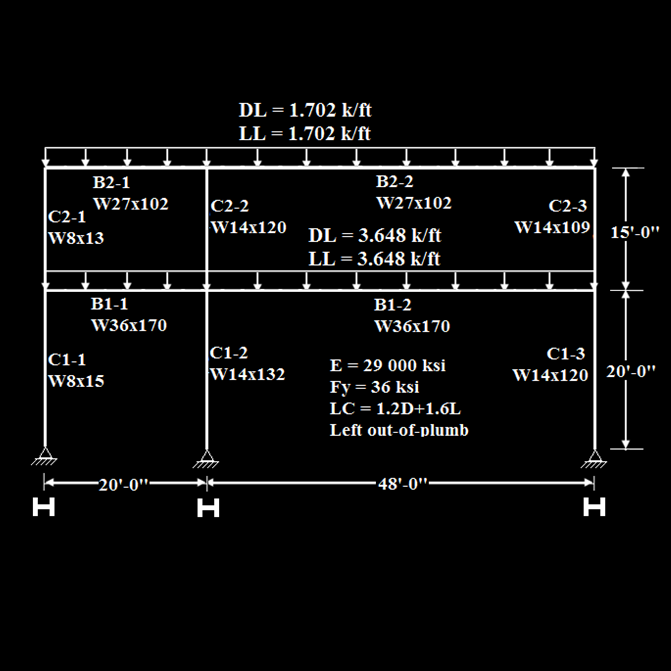 DL = 1.702 k/ft
LL = 1.702 k/ft
B2-1
W27x102
B2-2
W27x102
C2-1
W8x13
C2-2
W14x120
C2-3
W14x109
15'-0"
DL = 3.648 k/ft
LL = 3.648 k/ft
B1-1
W36x170
B1-2
W36x170
C1-1
W8x15
C1-2
W14x132
C1-3
W14x120
20'-0"
E = 29 000 ksi
Fy = 36 ksi
LC = 1.2D+1.6L
Left out-of-plumb
20'-0"
48'-0"